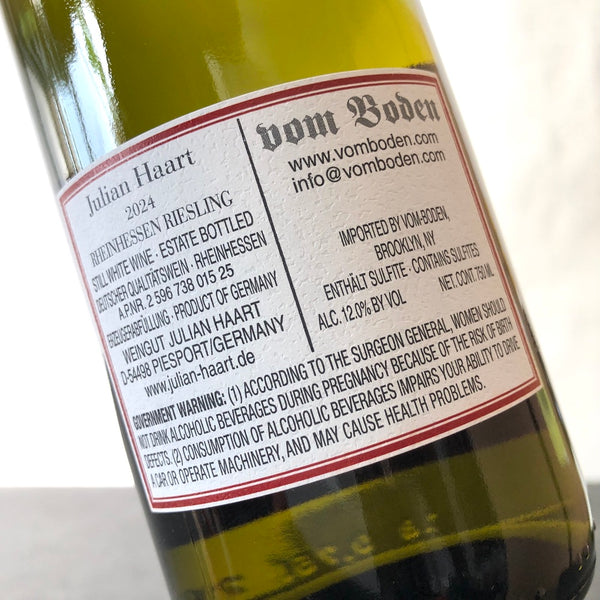 Julian Haart
2024
RHEINHESSEN RIESLING
STILL WHITE WINE · ESTATE BOTTLED
DEUTSCHER QUALITÄTSWEIN · RHEINHESSEN
A.P.NR. 2 596 738 015 25
ERZEUGERABFÜLLUNG · PRODUCT OF GERMANY
WEINGUT JULIAN HAART
D-54498 PIESPORT/GERMANY
www.julian-haart.de
vom Boden
www.vomboden.com
info@vomboden.com
IMPORTED BY VOM-BODEN,
BROOKLYN, NY
ENTHÄLT SULFITE · CONTAINS SULFITES
ALC. 12.0% BY VOL NET. CONT. 750 ML
GOVERNMENT WARNING: (1) ACCORDING TO THE SURGEON GENERAL, WOMEN SHOULD
NOT DRINK ALCOHOLIC BEVERAGES DURING PREGNANCY BECAUSE OF THE RISK OF BIRTH
DEFECTS. (2) CONSUMPTION OF ALCOHOLIC BEVERAGES IMPAIRS YOUR ABILITY TO DRIVE
A CAR OR OPERATE MACHINERY, AND MAY CAUSE HEALTH PROBLEMS.